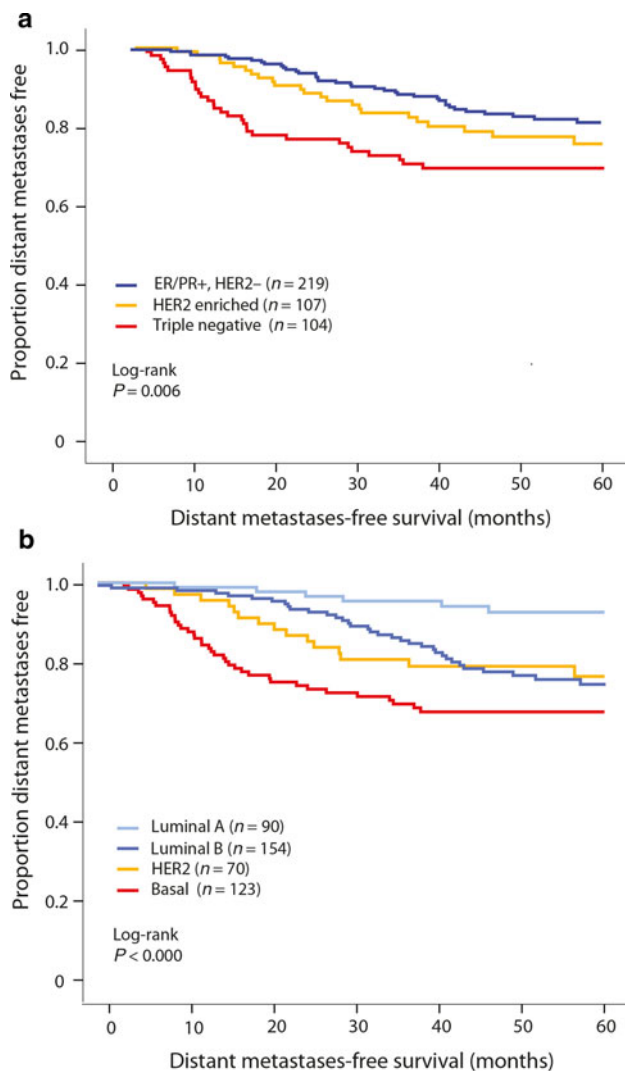 a
Proportion distant metastases free
1.0
0.8
0.6
0.4
0.2
0
ER/PR+, HER2– (n = 219)
HER2 enriched (n = 107)
Triple negative (n = 104)
Log-rank
P = 0.006
0 10 20 30 40 50 60
Distant metastases-free survival (months)
b
Proportion distant metastases free
1.0
0.8
0.6
0.4
0.2
0
Luminal A (n = 90)
Luminal B (n = 154)
HER2 (n = 70)
Basal (n = 123)
Log-rank
P < 0.000
0 10 20 30 40 50 60
Distant metastases-free survival (months)